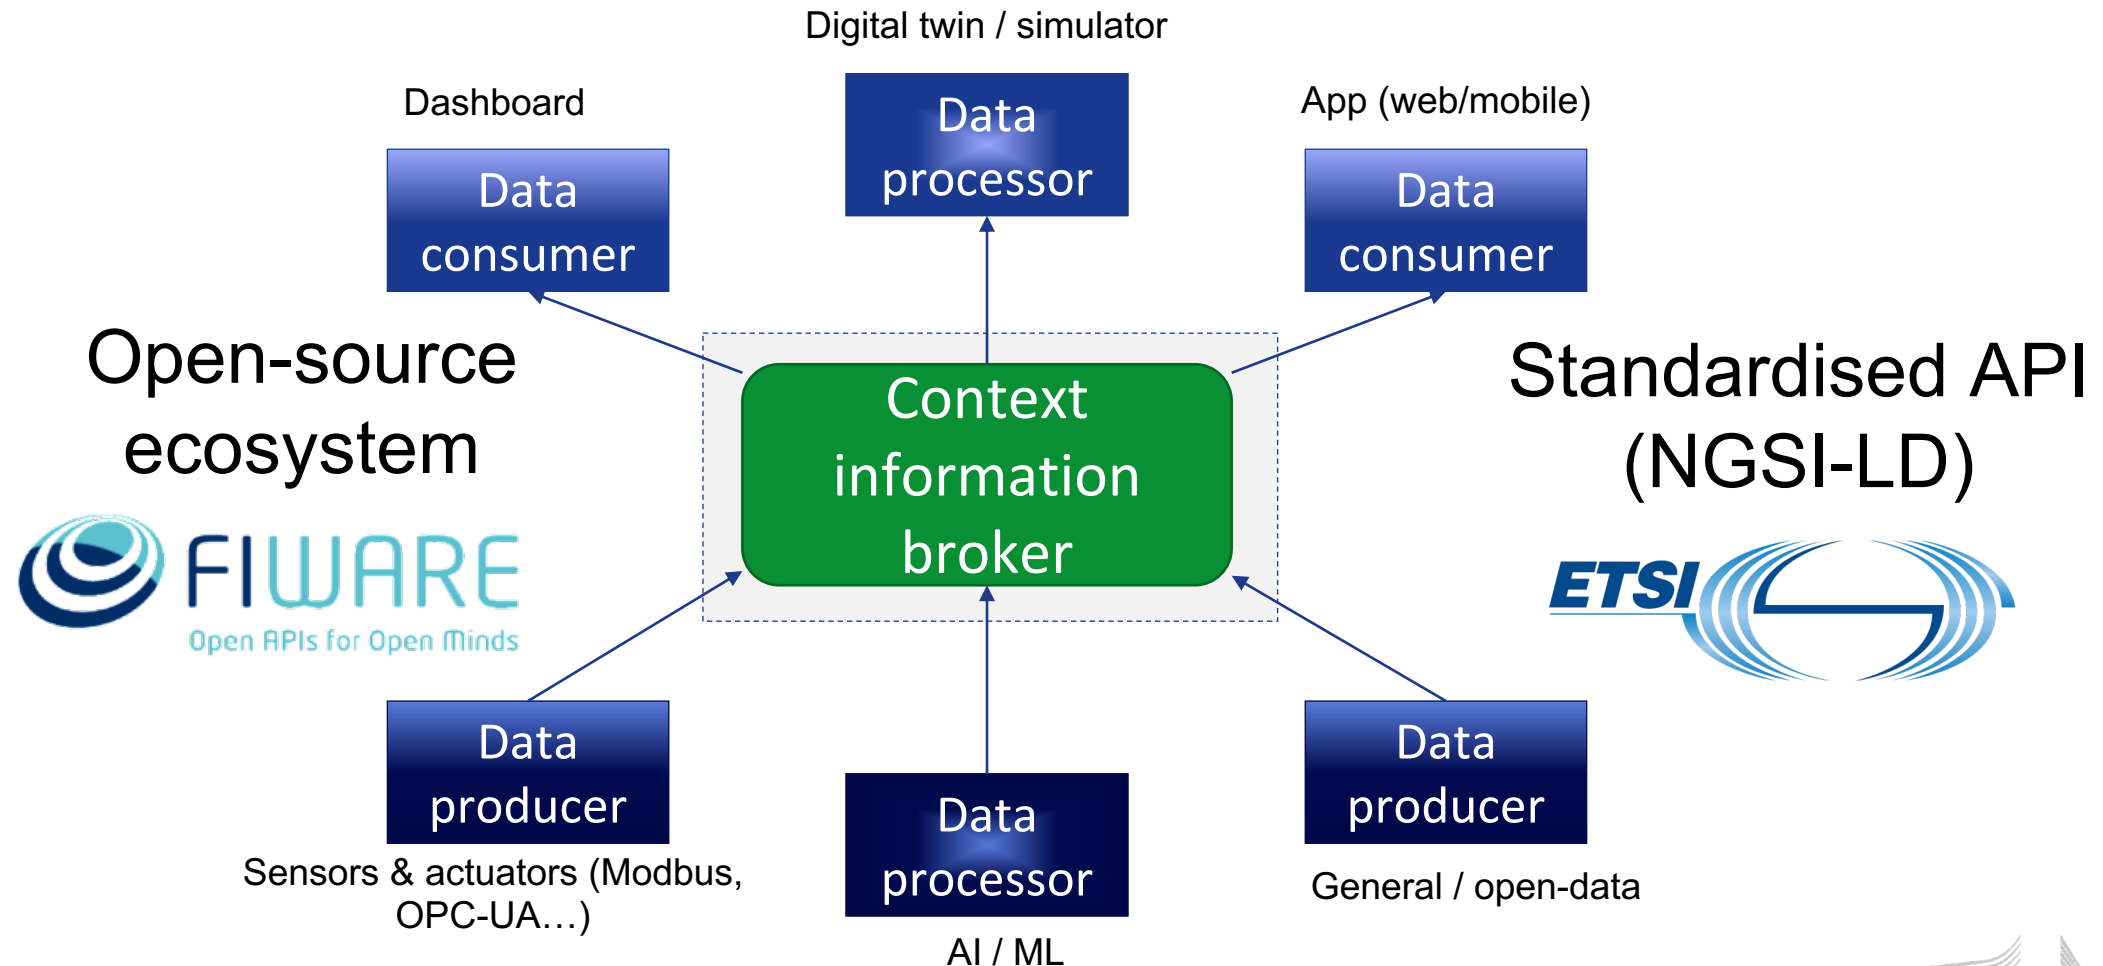 Digital twin / simulator
Dashboard
App (web/mobile)
Data
processor
Data
consumer
Data
consumer
Open-source
ecosystem
Context
information
broker
Standardised API
(NGSI-LD)
FIWARE
Open APIs for Open Minds
ETSI
Data
producer
Data
processor
Data
producer
Sensors & actuators (Modbus,
OPC-UA…)
General / open-data
AI / ML